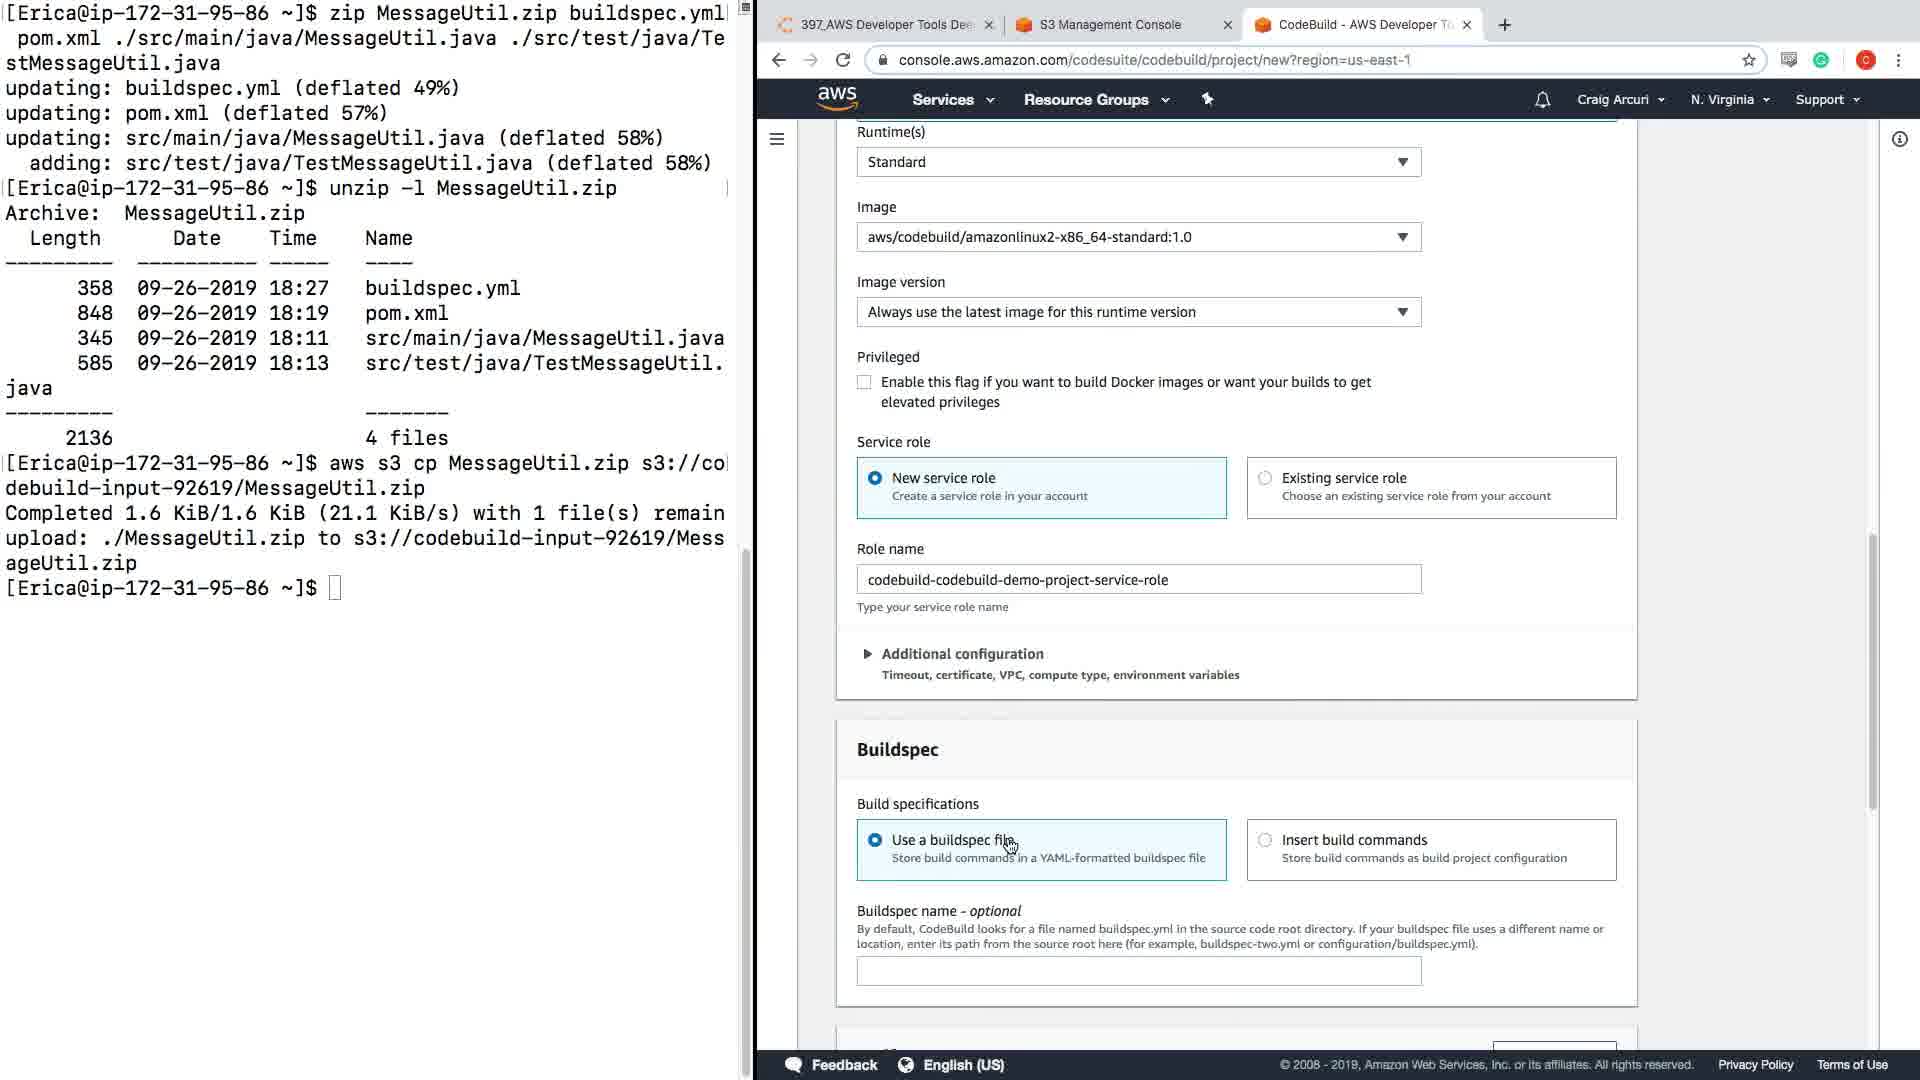 [Erica@ip-172-31-95-86 ~]$ zip MessageUtil.zip buildspec.yml
pom.xml ./src/main/java/MessageUtil.java ./src/test/java/Te
stMessageUtil.java
updating: buildspec.yml (deflated 49%)
updating: pom.xml (deflated 57%)
updating: src/main/java/MessageUtil.java (deflated 58%)
adding: src/test/java/TestMessageUtil.java (deflated 58%)
[Erica@ip-172-31-95-86 ~]$ unzip -l MessageUtil.zip
Archive:  MessageUtil.zip
Length Date Time Name
--------- ---------- ----- ----
358 09-26-2019 18:27 buildspec.yml
848 09-26-2019 18:19 pom.xml
345 09-26-2019 18:11 src/main/java/MessageUtil.java
585 09-26-2019 18:13 src/test/java/TestMessageUtil.
java
--------- -------
2136 4 files
[Erica@ip-172-31-95-86 ~]$ aws s3 cp MessageUtil.zip s3://co
debuild-input-92619/MessageUtil.zip
Completed 1.6 KiB/1.6 KiB (21.1 KiB/s) with 1 file(s) remain
upload: ./MessageUtil.zip to s3://codebuild-input-92619/Mess
ageUtil.zip
[Erica@ip-172-31-95-86 ~]$
397_AWS Developer Tools Dee
S3 Management Console
CodeBuild - AWS Developer To
console.aws.amazon.com/codesuite/codebuild/project/new?region=us-east-1
C
aws
Services
Resource Groups
Craig Arcuri
N. Virginia
Support
Runtime(s)
Standard
Image
aws/codebuild/amazonlinux2-x86_64-standard:1.0
Image version
Always use the latest image for this runtime version
Privileged
Enable this flag if you want to build Docker images or want your builds to get
elevated privileges
Service role
New service role
Create a service role in your account
Existing service role
Choose an existing service role from your account
Role name
codebuild-codebuild-demo-project-service-role
Type your service role name
Additional configuration
Timeout, certificate, VPC, compute type, environment variables
Buildspec
Build specifications
Use a buildspec file
Store build commands in a YAML-formatted buildspec file
Insert build commands
Store build commands as build project configuration
Buildspec name - optional
By default, CodeBuild looks for a file named buildspec.yml in the source code root directory. If your buildspec file uses a different name or
location, enter its path from the source root here (for example, buildspec-two.yml or configuration/buildspec.yml).
Feedback
English (US)
© 2008 - 2019, Amazon Web Services, Inc. or its affiliates. All rights reserved.
Privacy Policy
Terms of Use